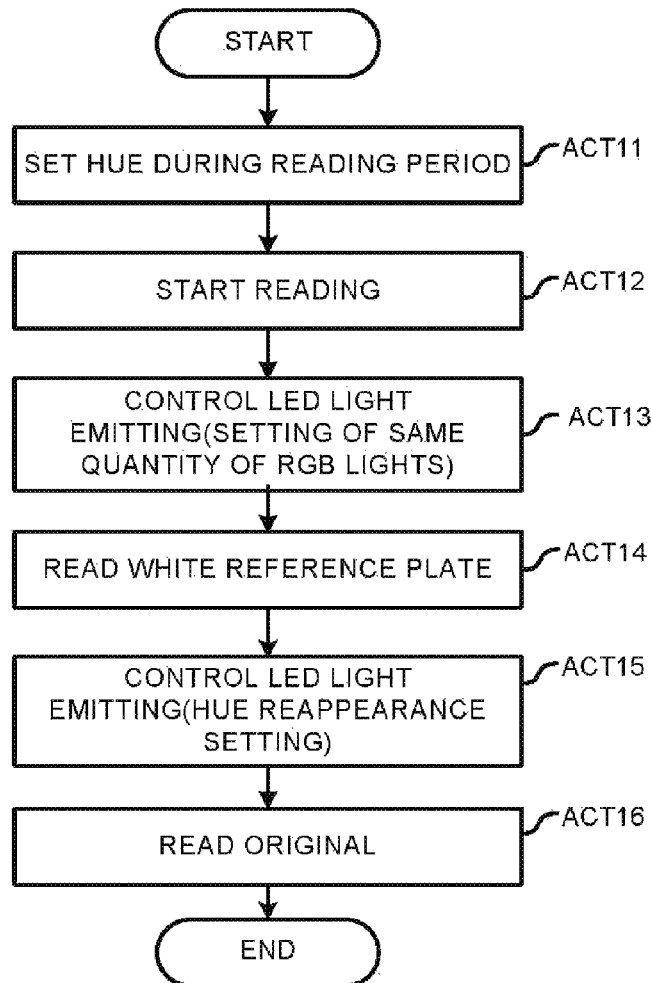 START
SET HUE DURING READING PERIOD
ACT11
START READING
ACT12
CONTROL LED LIGHT
EMITTING(SETTING OF SAME
QUANTITY OF RGB LIGHTS)
ACT13
READ WHITE REFERENCE PLATE
ACT14
CONTROL LED LIGHT
EMITTING(HUE REAPPEARANCE
SETTING)
ACT15
READ ORIGINAL
ACT16
END